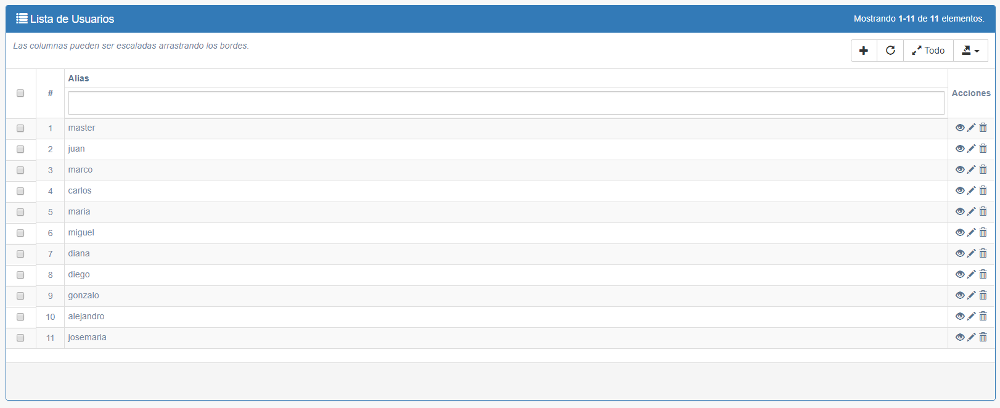 Lista de Usuarios
Mostrando 1-11 de 11 elementos.
Las columnas pueden ser escaladas arrastrando los bordes.
Todo
# Alias Acciones
1 master
2 juan
3 marco
4 carlos
5 maria
6 miguel
7 diana
8 diego
9 gonzalo
10 alejandro
11 josemaria